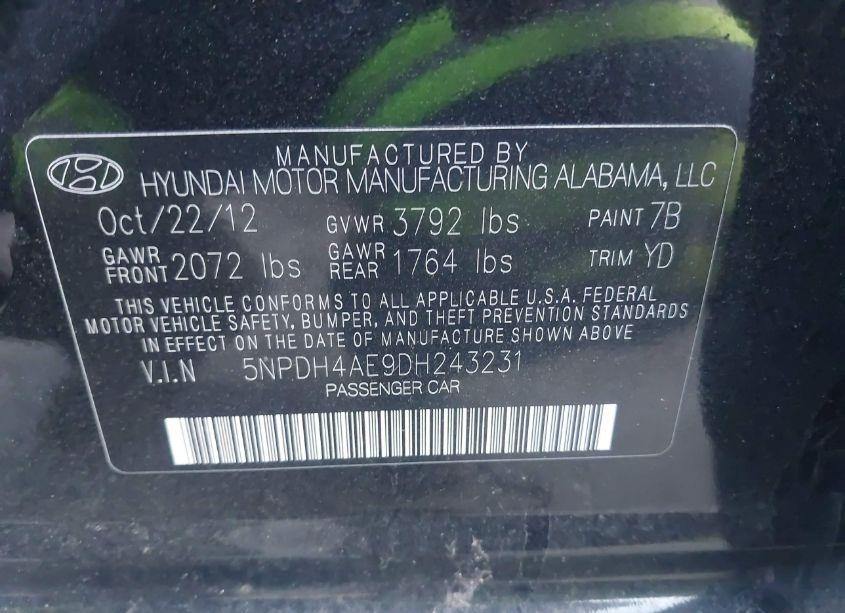 MANUFACTURED BY
HYUNDAI MOTOR MANUFACTURING ALABAMA, LLC
Oct/22/12 GVWR 3792 lbs PAINT 7B
GAWR FRONT 2072 lbs GAWR REAR 1764 lbs TRIM YD
THIS VEHICLE CONFORMS TO ALL APPLICABLE U.S.A. FEDERAL
MOTOR VEHICLE SAFETY, BUMPER, AND THEFT PREVENTION STANDARDS
IN EFFECT ON THE DATE OF MANUFACTURE SHOWN ABOVE
V.I.N 5NPDH4AE9DH243231
PASSENGER CAR